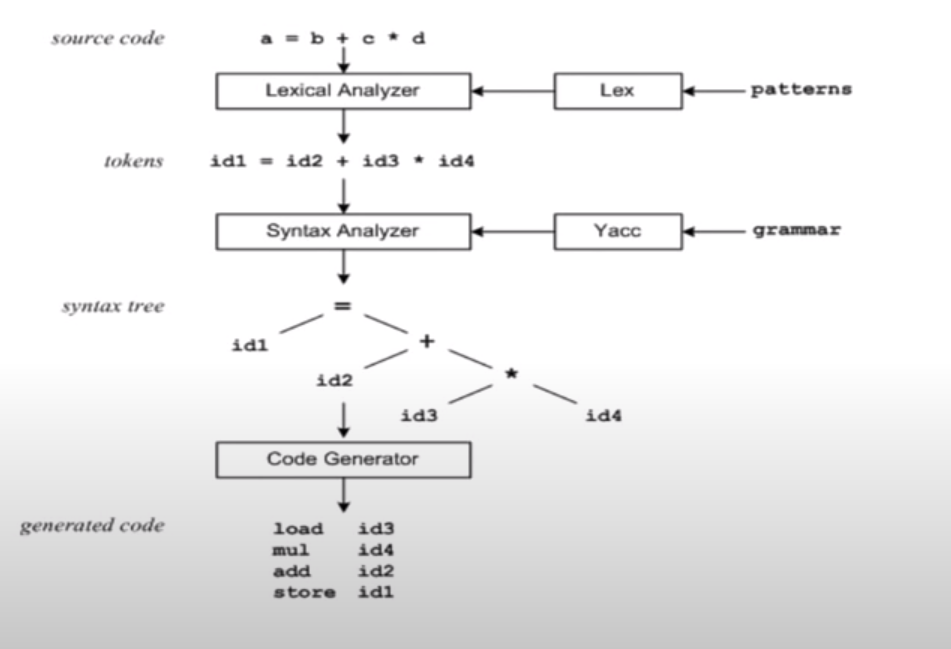 source code a = b + c * d
Lexical Analyzer Lex patterns
tokens id1 = id2 + id3 * id4
Syntax Analyzer Yacc grammar
syntax tree =
id1 +
id2 *
id3 id4
Code Generator
generated code load id3
mul id4
add id2
store id1